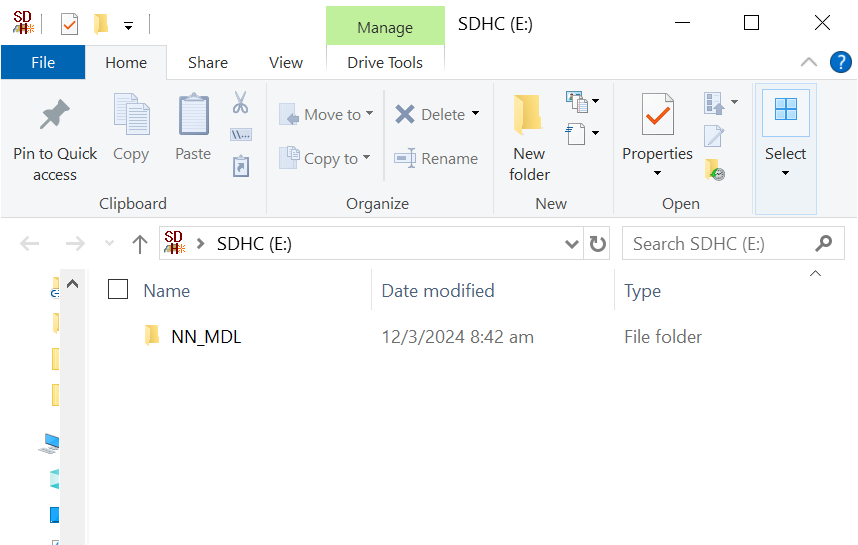 SDHC (E:)
Manage
File
Home
Share
View
Drive Tools
?
Pin to Quick
access
Copy
Paste
Clipboard
Move to
Copy to
Delete
Rename
Organize
New
folder
New
Properties
Open
Select
SD
SDHC (E:)
Search SDHC (E:)
Name
Date modified
Type
NN_MDL
12/3/2024 8:42 am
File folder